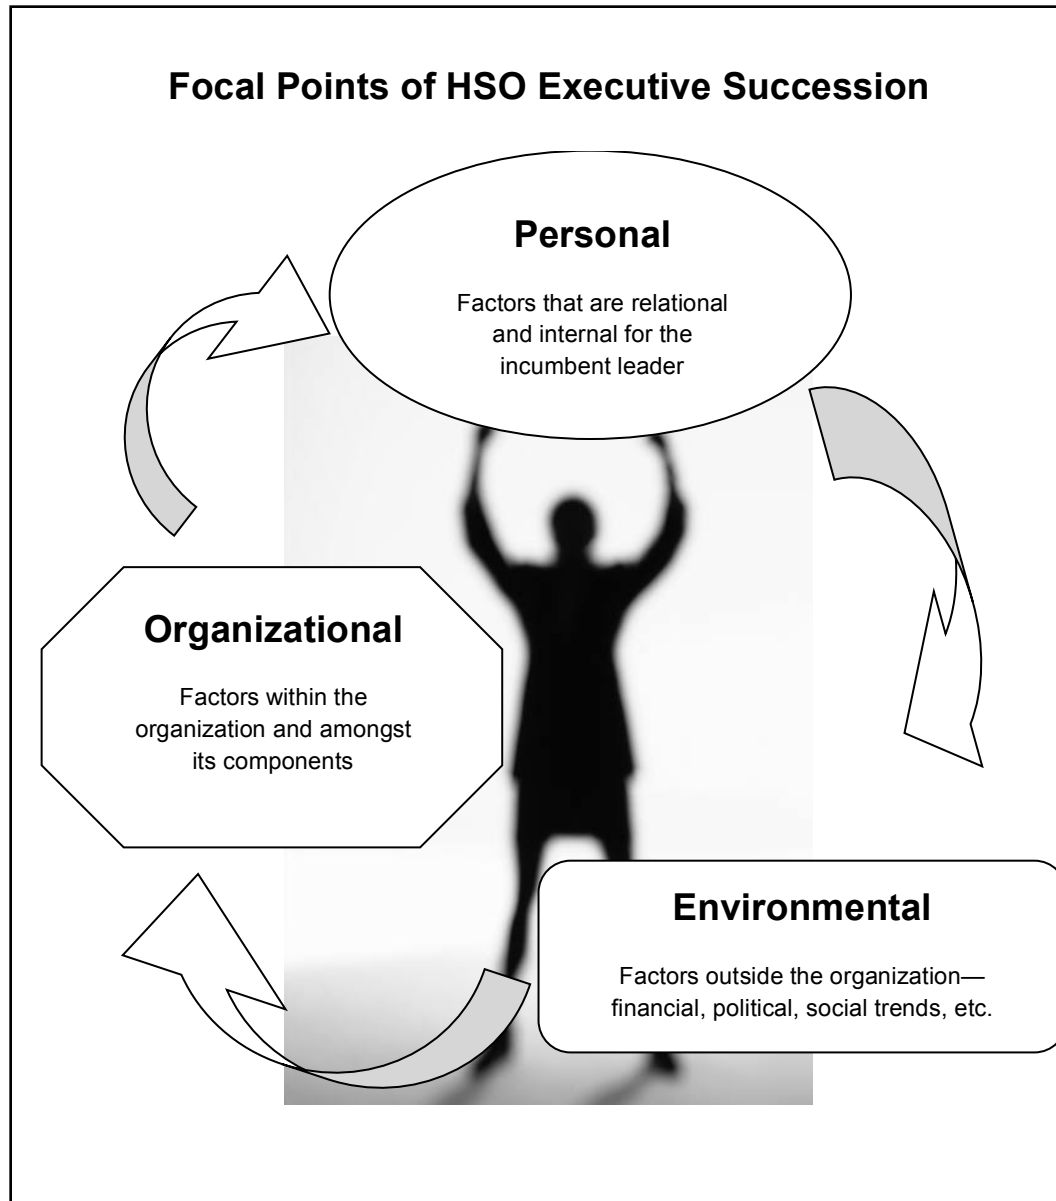 Focal Points of HSO Executive Succession
Personal
Factors that are relational
and internal for the
incumbent leader
Organizational
Factors within the
organization and amongst
its components
Environmental
Factors outside the organization—
financial, political, social trends, etc.